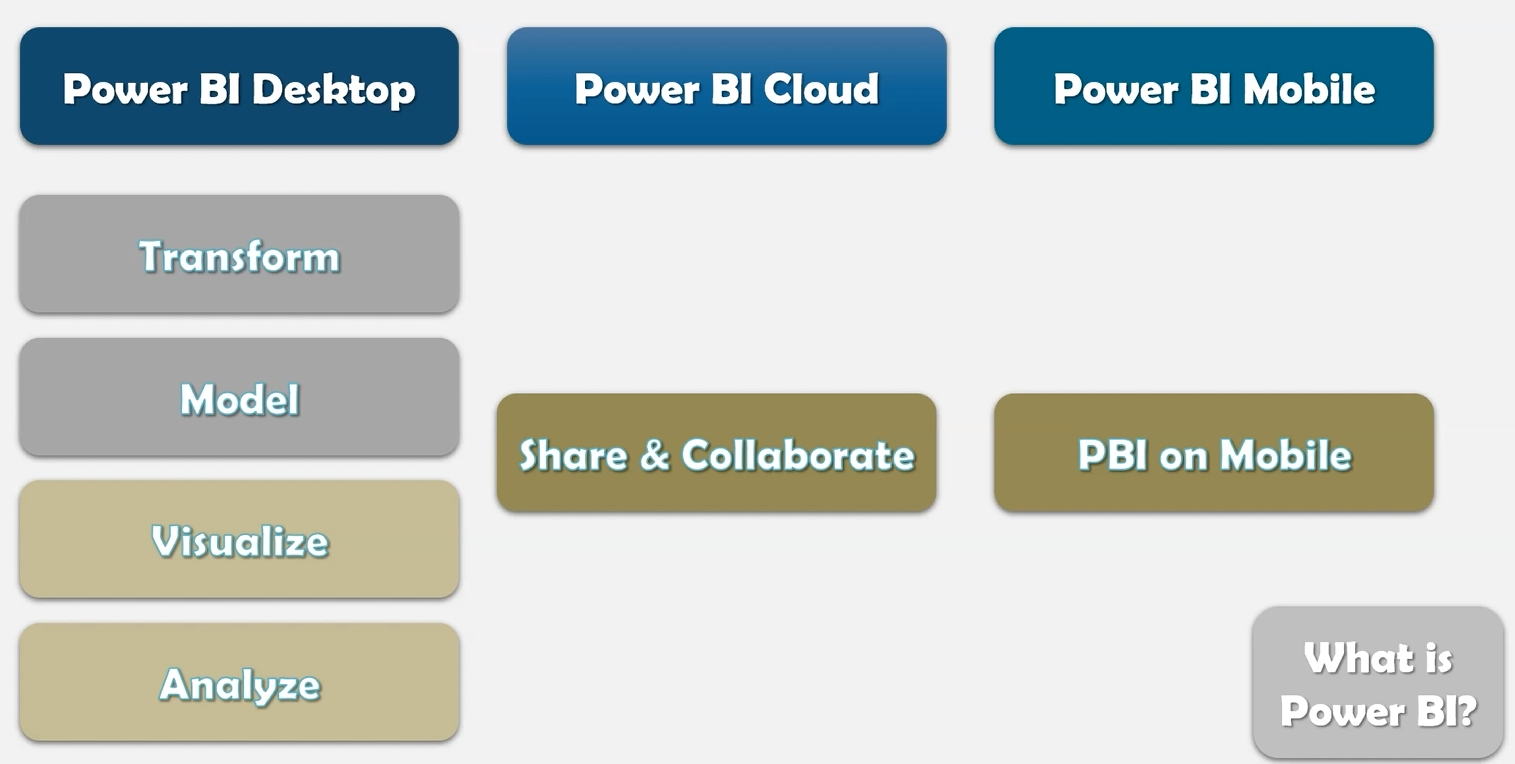 Power BI Desktop
Power BI Cloud
Power BI Mobile
Transform
Model
Share & Collaborate
PBI on Mobile
Visualize
Analyze
What is
Power BI?